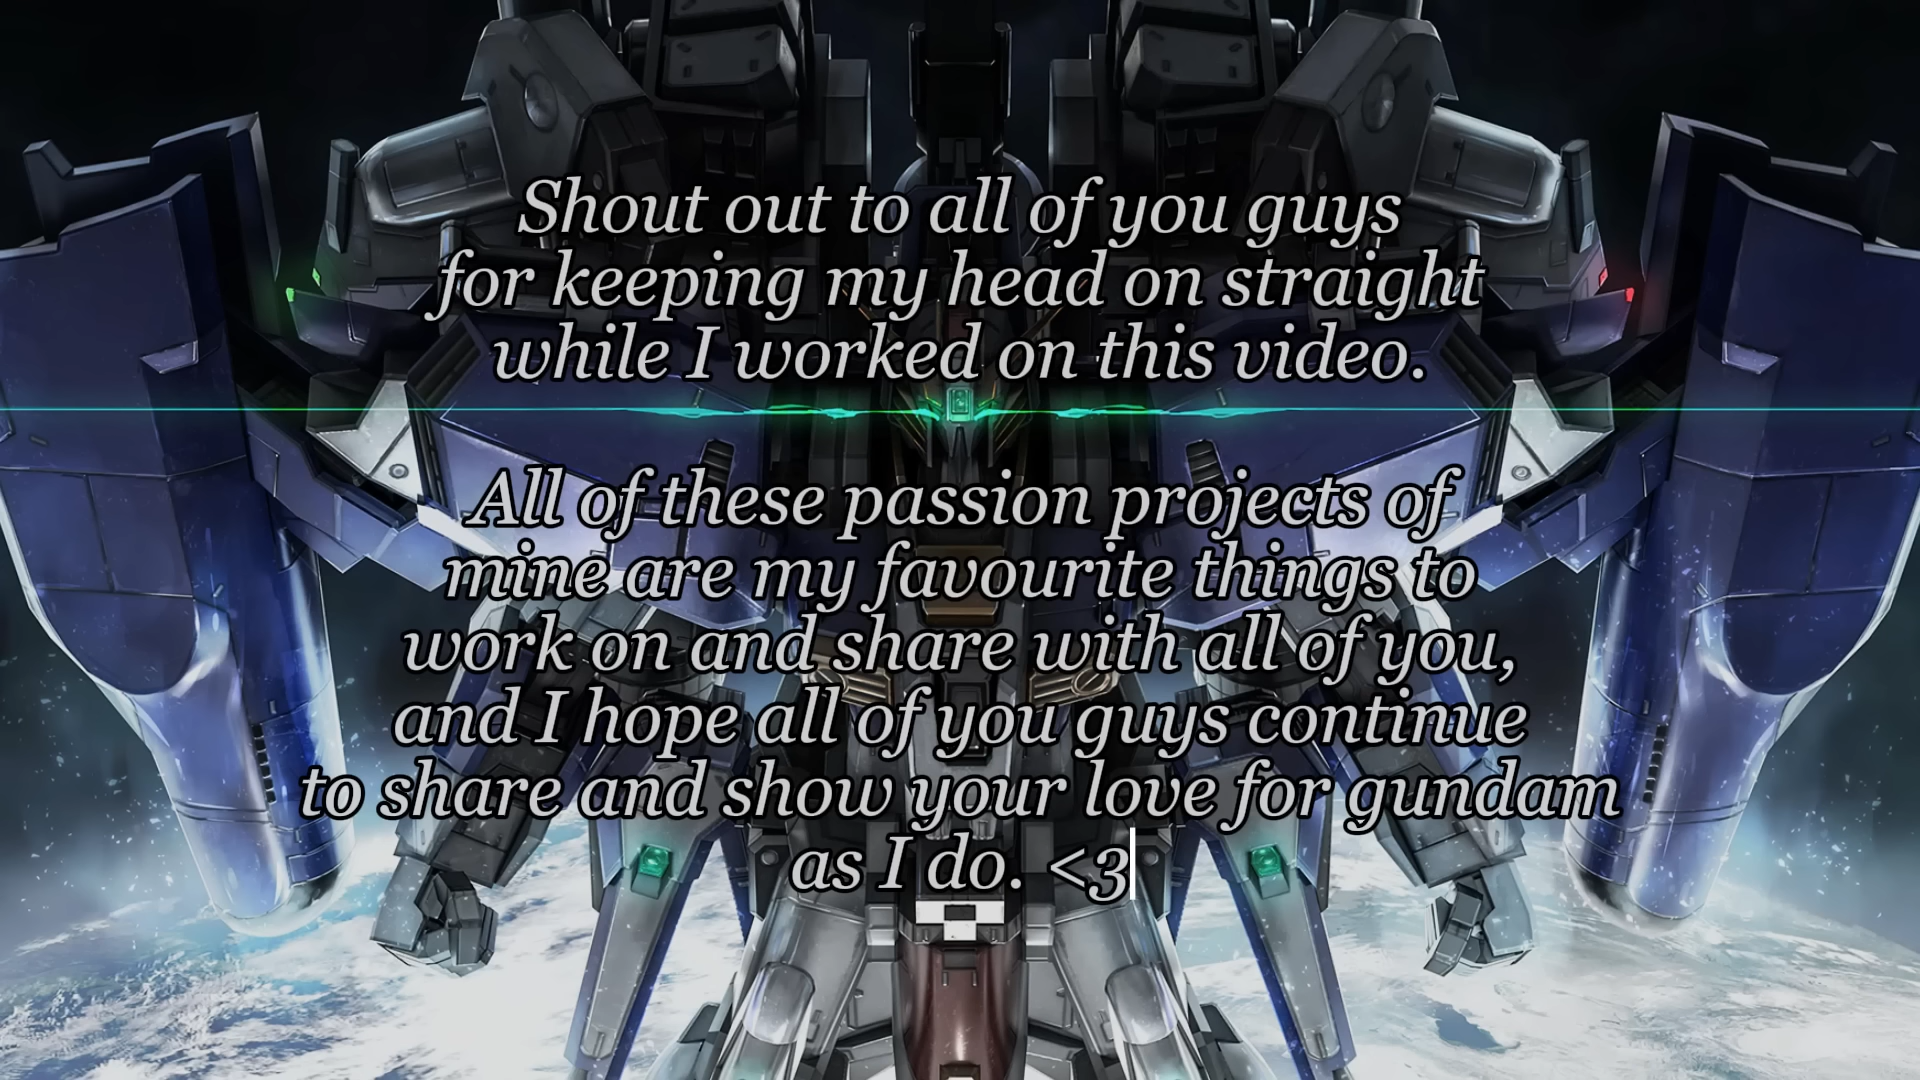 Shout out to all of you guys
for keeping my head on straight
while I worked on this video.
All of these passion projects of
mine are my favourite things to
work on and share with all of you,
and I hope all of you guys continue
to share and show your love for gundam
as I do. <3